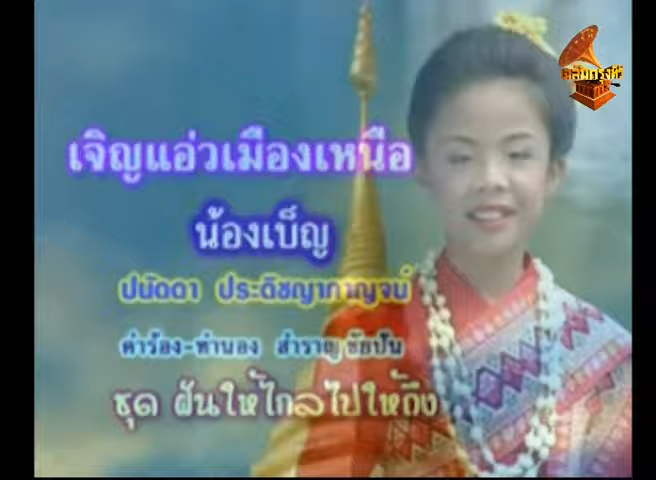 เจิญแอ่วเมืองเหนือ
น้องเบ็ญ
ปนัดดา ประดิชญากาญจน์
คำร้อง-ทำนอง สำราญ ชัยปัน
ชุด ฝันให้ไกลไปให้ถึง